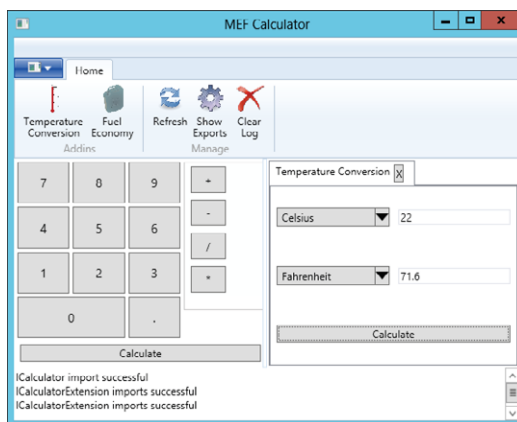 MEF Calculator
Home
Temperature Conversion
Fuel Economy
Refresh
Show Exports
Clear Log
Addins
Manage
7 8 9 +
4 5 6 -
/
1 2 3 *
0 .
Calculate
Temperature Conversion X
Celsius 22
Fahrenheit 71.6
Calculate
ICalculator import successful
ICalculatorExtension imports successful
ICalculatorExtension imports successful